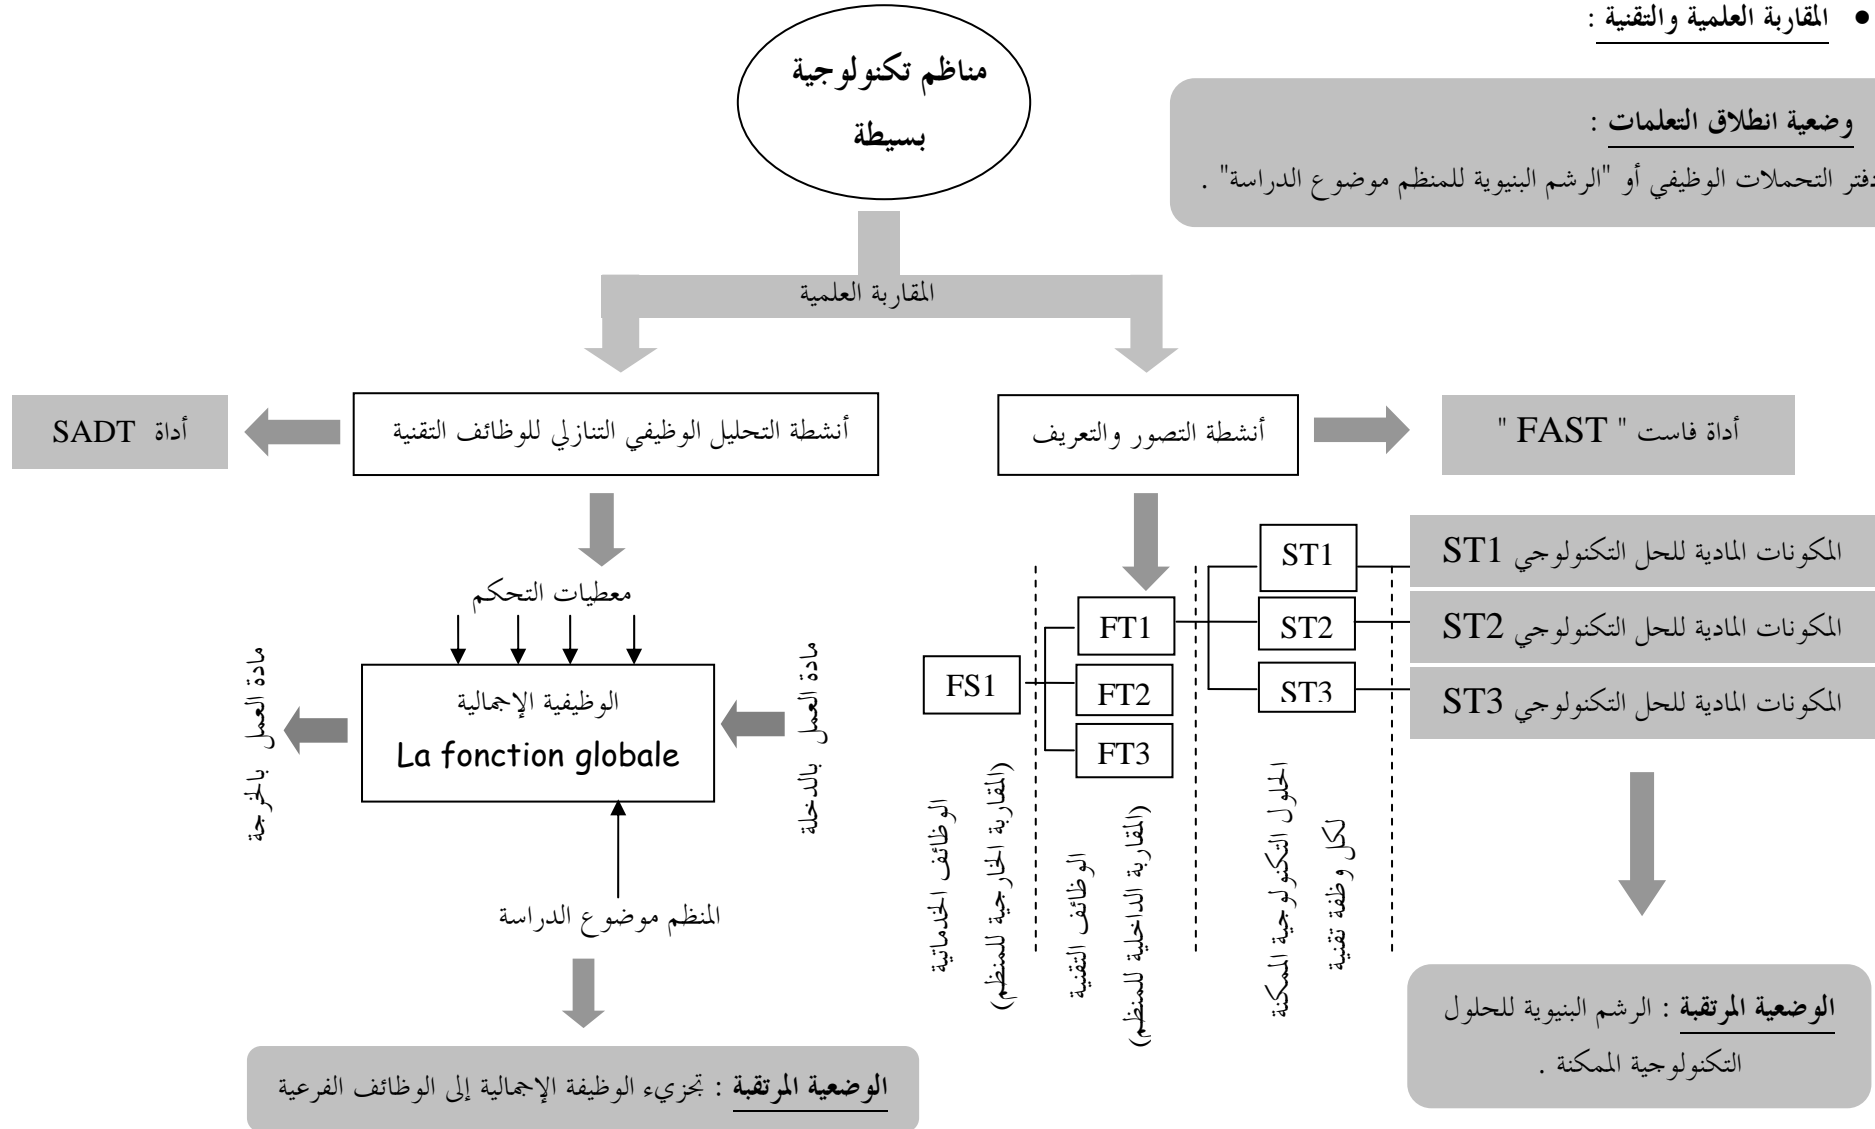 • المقاربة العلمية والتقنية :
مناظم تكنولوجية
بسيطة
وضعية انطلاق التعلمات :
دفتر التحملات الوظيفي أو "الرشم البنيوية للمنظم موضوع الدراسة" .
المقاربة العلمية
أداة فاست " FAST "
أنشطة التصور والتعريف
أنشطة التحليل الوظيفي التنازلي للوظائف التقنية
أداة SADT
المكونات المادية للحل التكنولوجي ST1
المكونات المادية للحل التكنولوجي ST2
المكونات المادية للحل التكنولوجي ST3
ST1
ST2
ST3
FT1
FT2
FT3
FS1
الوظائف الخدماتية
(المقاربة الخارجية للمنظم)
الوظائف التقنية
(المقاربة الداخلية للمنظم)
الحلول التكنولوجية الممكنة
لكل وظفة تقنية
معطيات التحكم
مادة العمل بالدخلة
الوظيفية الإجمالية
La fonction globale
مادة العمل بالخرجة
المنظم موضوع الدراسة
الوضعية المرتقبة : الرشم البنيوية للحلول
التكنولوجية الممكنة .
الوضعية المرتقبة : تجزيء الوظيفة الإجمالية إلى الوظائف الفرعية